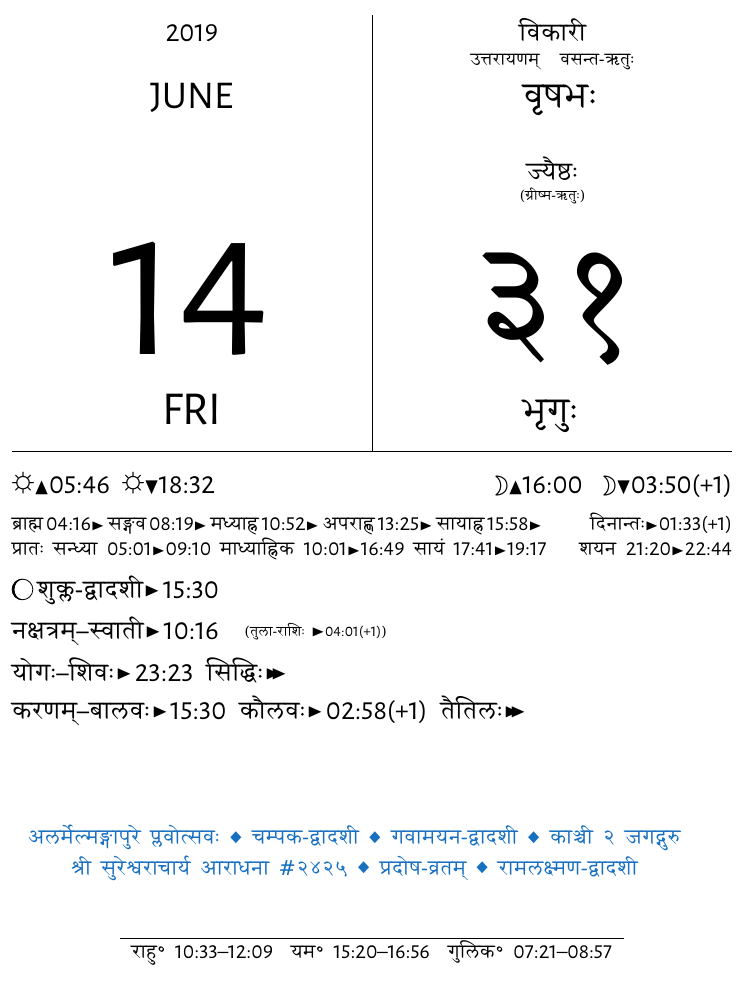 2019
JUNE
14
FRI
विकारी
उत्तरायणम् वसन्त-ऋतुः
वृषभः
ज्यैष्ठः
(ग्रीष्म-ऋतुः)
३१
भृगुः
☼▲05:46 ☼▼18:32 ☽▲16:00 ☽▼03:50(+1)
ब्राह्म 04:16► सङ्गव 08:19► मध्याह्न 10:52► अपराह्ण 13:25► सायाह्न 15:58► दिनान्तः►01:33(+1)
प्रातः सन्ध्या 05:01►09:10 माध्याह्निक 10:01►16:49 सायं 17:41►19:17 शयन 21:20►22:44
शुक्ल-द्वादशी►15:30
नक्षत्रम्–स्वाती►10:16 (तुला-राशिः ►04:01(+1))
योगः–शिवः►23:23 सिद्धिः►►
करणम्–बालवः►15:30 कौलवः►02:58(+1) तैतिलः►►
अलर्मेल्मङ्गापुरे प्लवोत्सवः ◆ चम्पक-द्वादशी ◆ गवामयन-द्वादशी ◆ काञ्ची २ जगद्गुरु
श्री सुरेश्वराचार्य आराधना #२४२५ ◆ प्रदोष-व्रतम् ◆ रामलक्ष्मण-द्वादशी
राहु॰ 10:33–12:09 यम॰ 15:20–16:56 गुलिक॰ 07:21–08:57